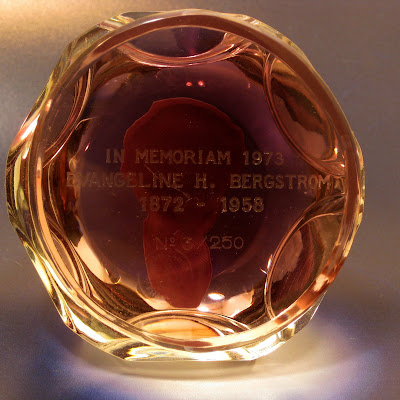 IN MEMORIAM 1973
EVANGELINE H. BERGSTROM
1872 - 1958
Nº 3/250